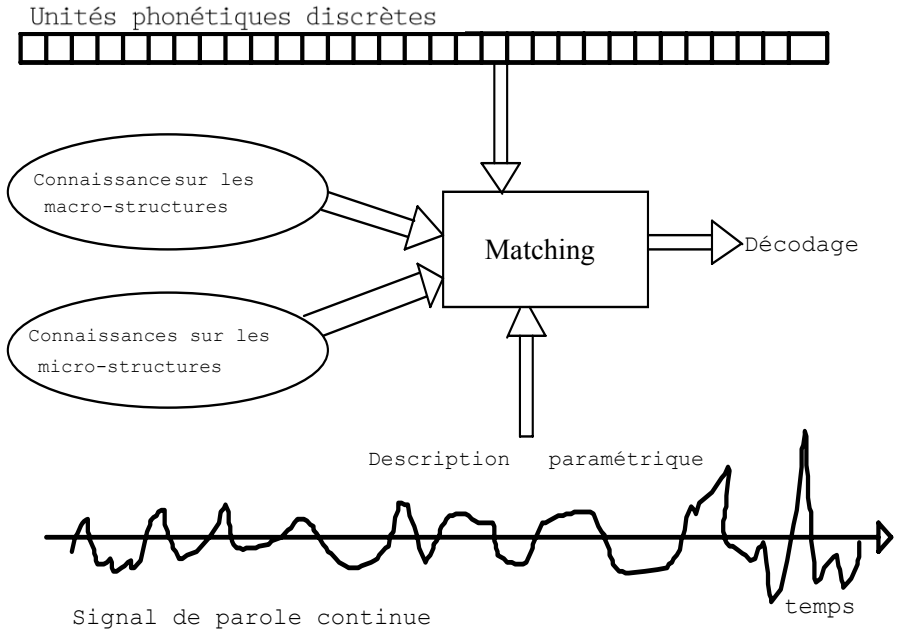 Unités phonétiques discrètes
Connaissance sur les
macro-structures
Matching
Décodage
Connaissances sur les
micro-structures
Description paramétrique
temps
Signal de parole continue